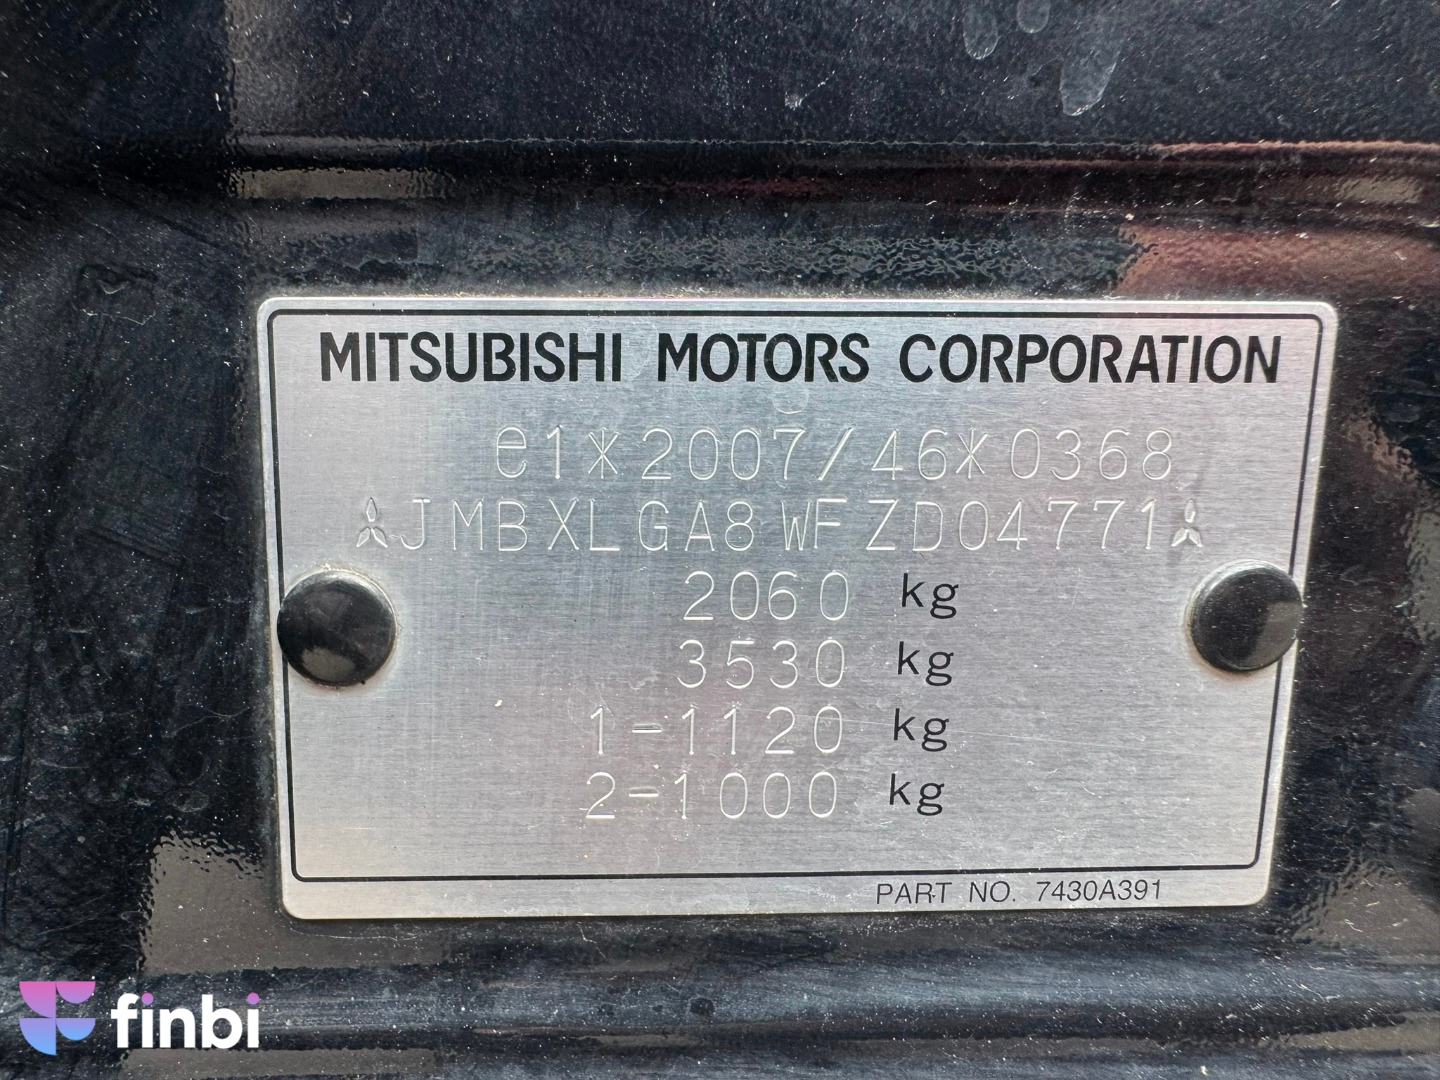 MITSUBISHI MOTORS CORPORATION
e1*2007/46*0368
JMBXLGA8WFZD04771
2060 kg
3530 kg
1-1120 kg
2-1000 kg
PART NO. 7430A391
finbi